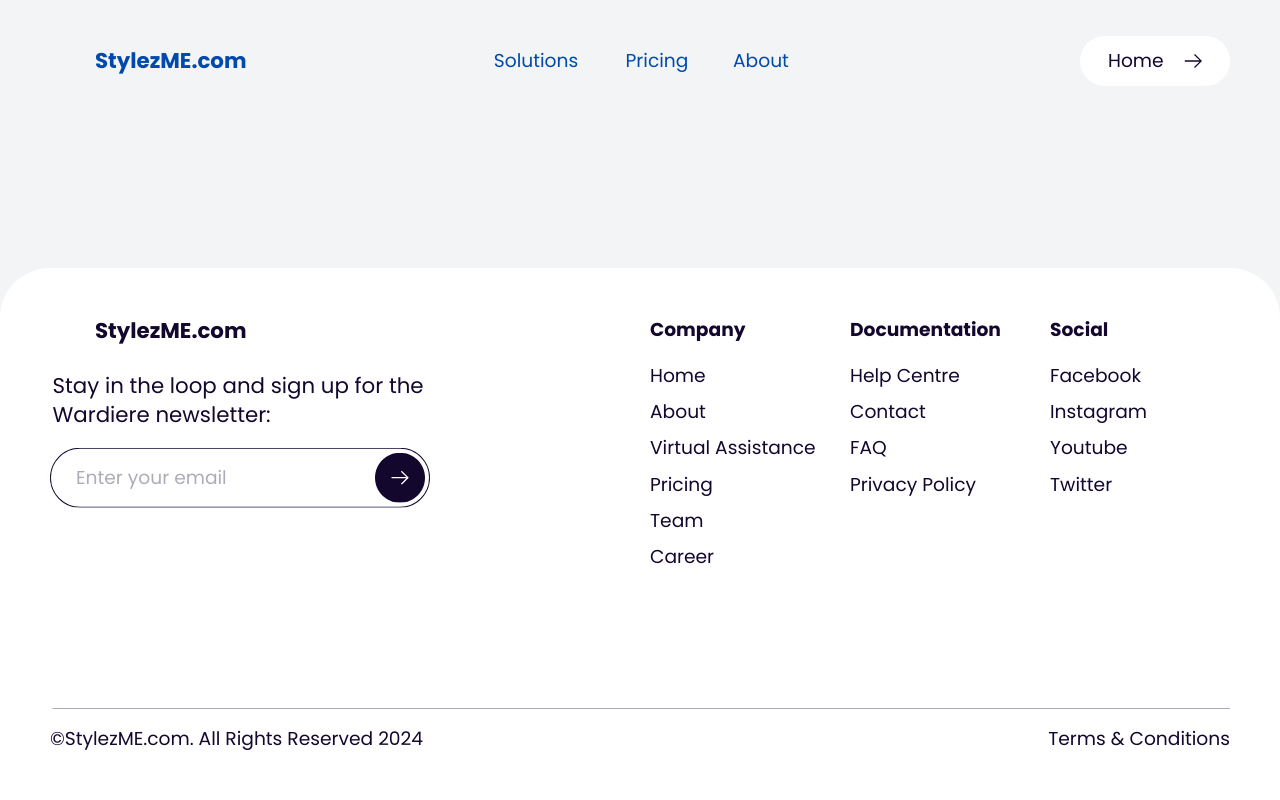 StylezME.com
Solutions
Pricing
About
Home
StylezME.com
Stay in the loop and sign up for the
Wardiere newsletter:
Enter your email
Company
Home
About
Virtual Assistance
Pricing
Team
Career
Documentation
Help Centre
Contact
FAQ
Privacy Policy
Social
Facebook
Instagram
Youtube
Twitter
©StylezME.com. All Rights Reserved 2024
Terms & Conditions